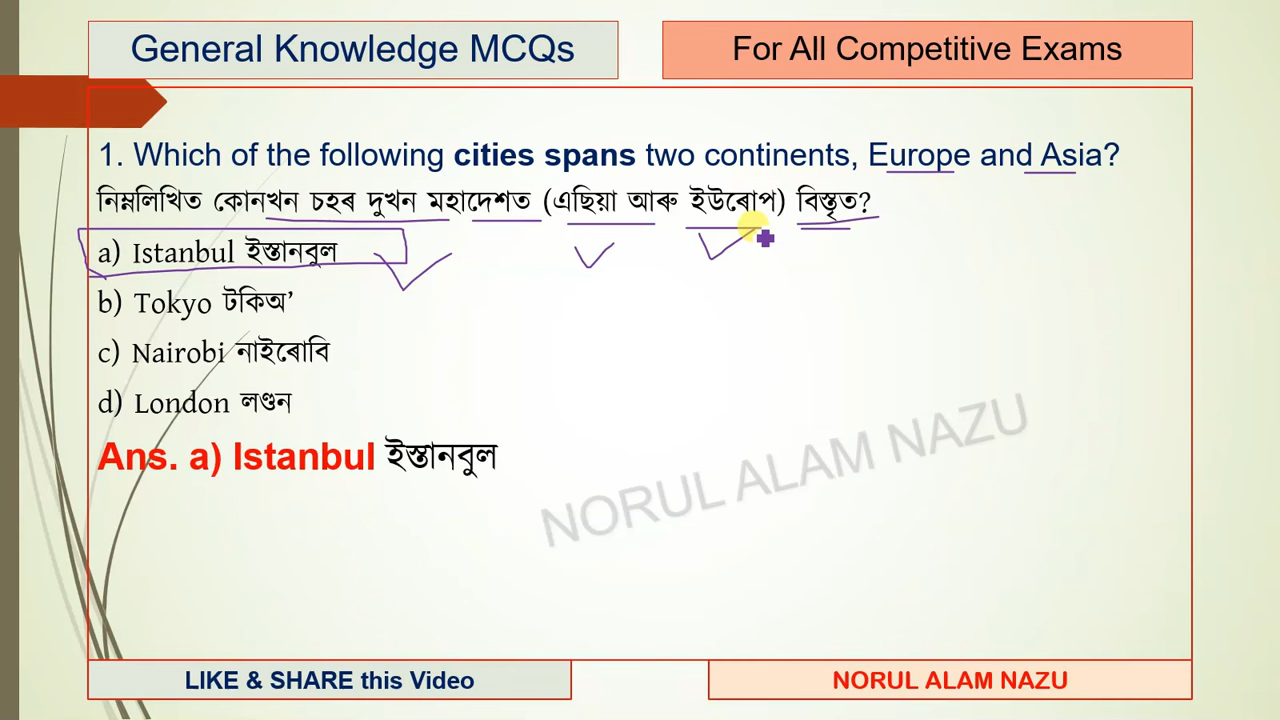 General Knowledge MCQs
For All Competitive Exams
1. Which of the following cities spans two continents, Europe and Asia?
নিম্নলিখিত কোনখন চহৰ দুখন মহাদেশত (এছিয়া আৰু ইউৰোপ) বিস্তৃত?
a) Istanbul ইস্তানবুল
b) Tokyo টকিঅ’
c) Nairobi নাইৰোবি
d) London লণ্ডন
Ans. a) Istanbul ইস্তানবুল
NORUL ALAM NAZU
LIKE & SHARE this Video
NORUL ALAM NAZU